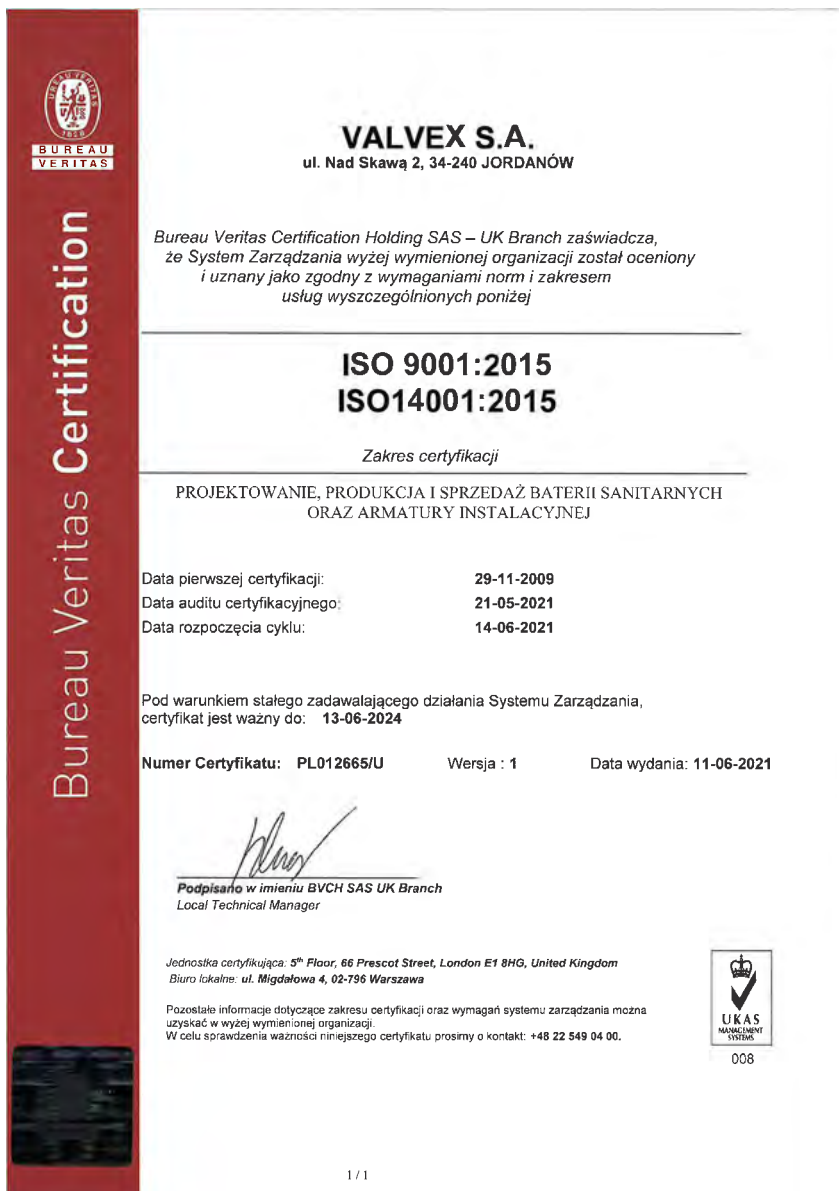 BUREAU VERITAS
1828
BUREAU
VERITAS
Bureau Veritas Certification
VALVEX S.A.
ul. Nad Skawą 2, 34-240 JORDANÓW
Bureau Veritas Certification Holding SAS – UK Branch zaświadcza,
że System Zarządzania wyżej wymienionej organizacji został oceniony
i uznany jako zgodny z wymaganiami norm i zakresem
usług wyszczególnionych poniżej
ISO 9001:2015
ISO14001:2015
Zakres certyfikacji
PROJEKTOWANIE, PRODUKCJA I SPRZEDAŻ BATERII SANITARNYCH
ORAZ ARMATURY INSTALACYJNEJ
Data pierwszej certyfikacji: 29-11-2009
Data auditu certyfikacyjnego: 21-05-2021
Data rozpoczęcia cyklu: 14-06-2021
Pod warunkiem stałego zadawalającego działania Systemu Zarządzania,
certyfikat jest ważny do: 13-06-2024
Numer Certyfikatu: PL012665/U Wersja : 1 Data wydania: 11-06-2021
Podpisano w imieniu BVCH SAS UK Branch
Local Technical Manager
Jednostka certyfikująca: 5th Floor, 66 Prescot Street, London E1 8HG, United Kingdom
Biuro lokalne: ul. Migdałowa 4, 02-796 Warszawa
Pozostałe informacje dotyczące zakresu certyfikacji oraz wymagań systemu zarządzania można
uzyskać w wyżej wymienionej organizacji.
W celu sprawdzenia ważności niniejszego certyfikatu prosimy o kontakt: +48 22 549 04 00.
UKAS
MANAGEMENT
SYSTEMS
008
1 / 1